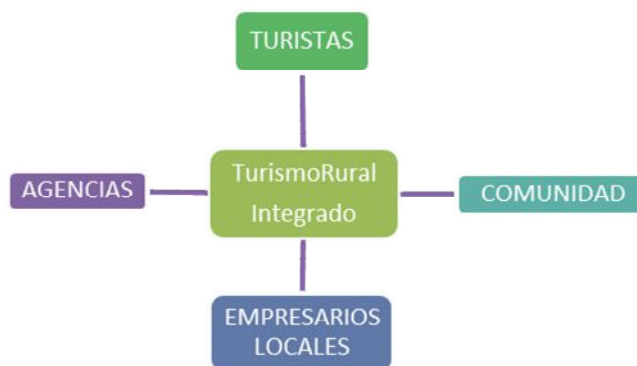 TURISTAS
AGENCIAS
TurismoRural
Integrado
COMUNIDAD
EMPRESARIOS
LOCALES